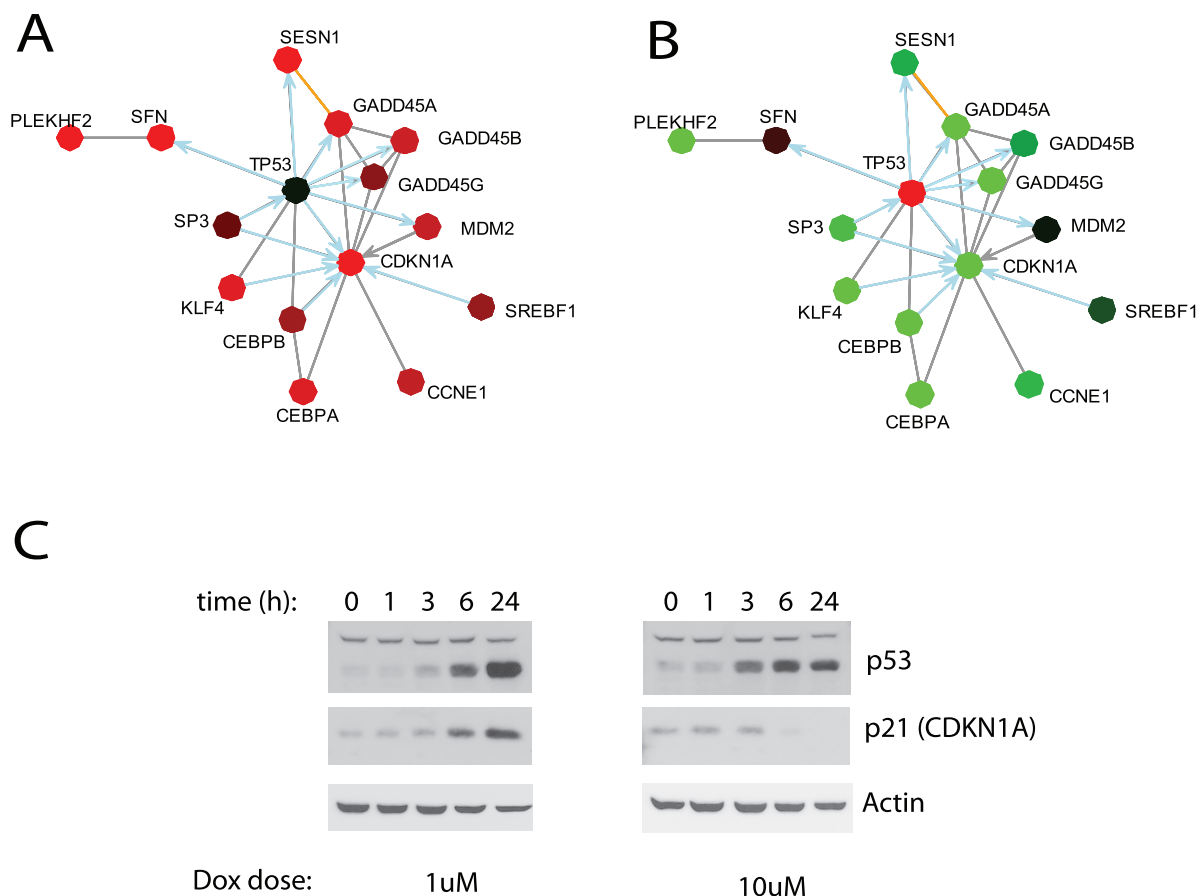 A
SESN1
GADD45A
PLEKHF2
SFN
GADD45B
TP53
GADD45G
SP3
MDM2
CDKN1A
KLF4
SREBF1
CEBPB
CCNE1
CEBPA
B
SESN1
GADD45A
PLEKHF2
SFN
GADD45B
TP53
GADD45G
SP3
MDM2
CDKN1A
KLF4
SREBF1
CEBPB
CCNE1
CEBPA
C
time (h): 0 1 3 6 24 0 1 3 6 24
p53
p21 (CDKN1A)
Actin
Dox dose: 1uM 10uM